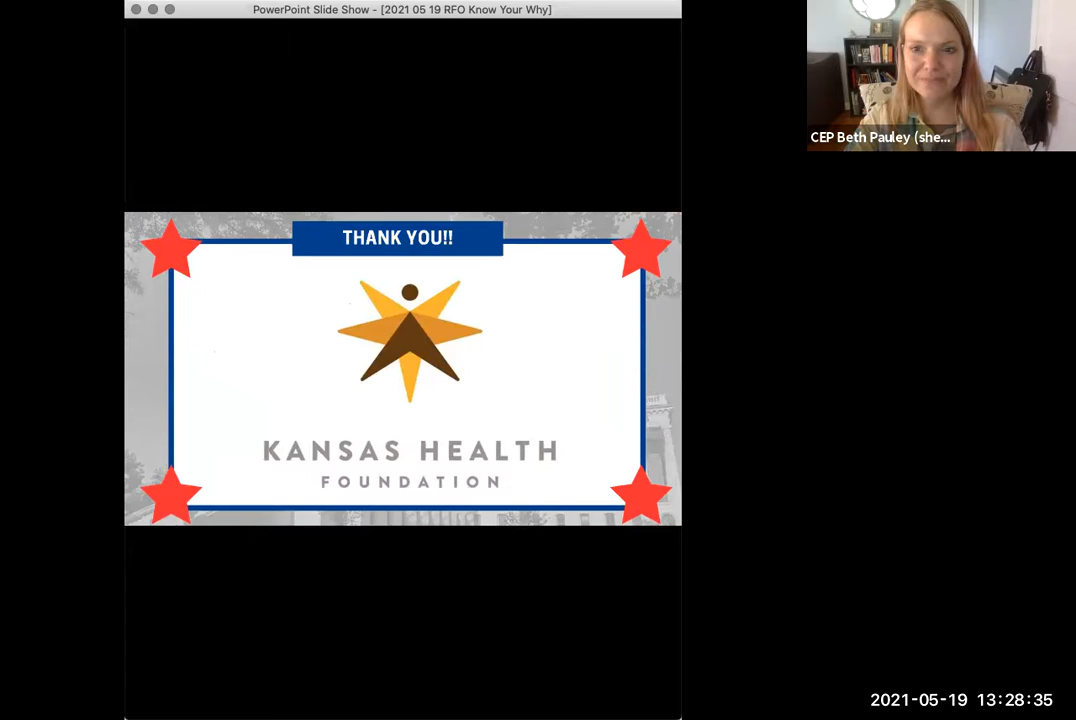 PowerPoint Slide Show - [2021 05 19 RFO Know Your Why]
CEP Beth Pauley (she...
THANK YOU!!
KANSAS HEALTH
FOUNDATION
2021-05-19 13:28:35